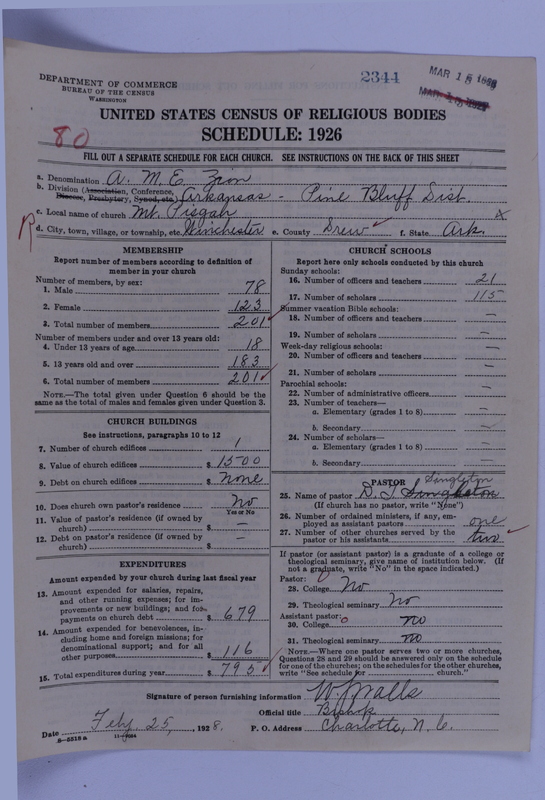 2344
MAR 15 1928
DEPARTMENT OF COMMERCE
BUREAU OF THE CENSUS
WASHINGTON
UNITED STATES CENSUS OF RELIGIOUS BODIES
SCHEDULE: 1926
80
FILL OUT A SEPARATE SCHEDULE FOR EACH CHURCH. SEE INSTRUCTIONS ON THE BACK OF THIS SHEET
a. Denomination A. M. E. Zion
b. Division (Association, Conference, Diocese, Presbytery, Synod, etc.) Arkansas - Pine Bluff Dist.
c. Local name of church Mt. Pisgah
d. City, town, village, or township, etc. Winchester e. County Drew f. State Ark.
MEMBERSHIP
Report number of members according to definition of
member in your church
Number of members, by sex:
1. Male 78
2. Female 123
3. Total number of members 201
Number of members under and over 13 years old:
4. Under 13 years of age 18
5. 13 years old and over 183
6. Total number of members 201
NOTE.—The total given under Question 6 should be the
same as the total of males and females given under Question 3.
CHURCH BUILDINGS
See instructions, paragraphs 10 to 12
7. Number of church edifices 1
8. Value of church edifices $ 1500
9. Debt on church edifices $ None
10. Does church own pastor's residence No
Yes or No
11. Value of pastor's residence (if owned by
church) $ —
12. Debt on pastor's residence (if owned by
church) $ —
EXPENDITURES
Amount expended by your church during last fiscal year
13. Amount expended for salaries, repairs,
and other running expenses; for im-
provements or new buildings; and for
payments on church debt $ 679
14. Amount expended for benevolences, in-
cluding home and foreign missions; for
denominational support; and for all
other purposes $ 116
15. Total expenditures during year $ 795
CHURCH SCHOOLS
Report here only schools conducted by this church
Sunday schools:
16. Number of officers and teachers 21
17. Number of scholars 115
Summer vacation Bible schools:
18. Number of officers and teachers —
19. Number of scholars —
Week-day religious schools:
20. Number of officers and teachers —
21. Number of scholars —
Parochial schools:
22. Number of administrative officers —
23. Number of teachers—
a. Elementary (grades 1 to 8) —
b. Secondary —
24. Number of scholars—
a. Elementary (grades 1 to 8) —
b. Secondary —
PASTOR
Singleton
25. Name of pastor D. J.
(If church has no pastor, write "None")
26. Number of ordained ministers, if any, em-
ployed as assistant pastors one
27. Number of other churches served by the
pastor or his assistants two
If pastor (or assistant pastor) is a graduate of a college or
theological seminary, give name of institution below. (If
not a graduate, write "No" in the space indicated.)
Pastor:
28. College No
29. Theological seminary No
Assistant pastor:
30. College no
31. Theological seminary no
NOTE.—Where one pastor serves two or more churches,
Questions 28 and 29 should be answered only on the schedule
for one of the churches; on the schedules for the other churches,
write "See schedule for church."
Signature of person furnishing information W. J. Walls
Official title Bishop
Date Feby. 25, 1928. P. O. Address Charlotte, N. C.
8-5518 a